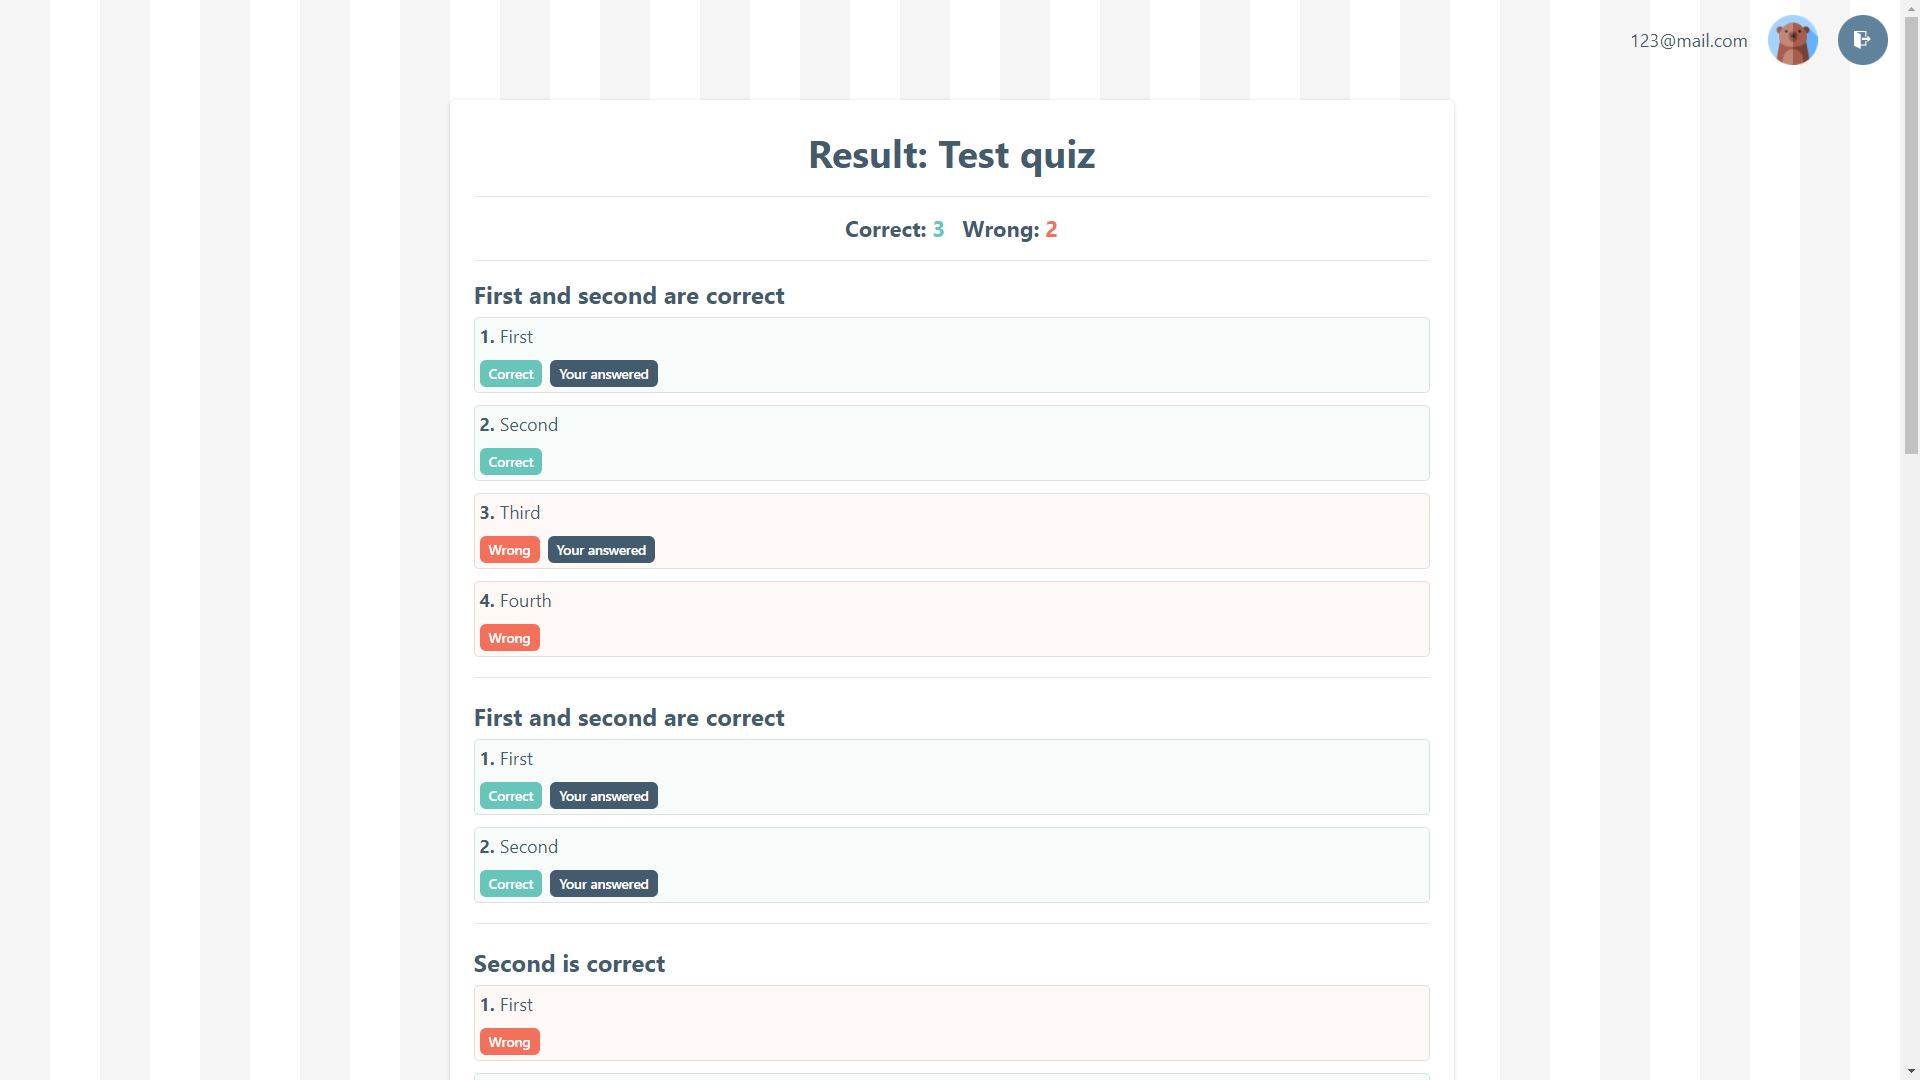 123@mail.com
Result: Test quiz
Correct: 3 Wrong: 2
First and second are correct
1. First
Correct Your answered
2. Second
Correct
3. Third
Wrong Your answered
4. Fourth
Wrong
First and second are correct
1. First
Correct Your answered
2. Second
Correct Your answered
Second is correct
1. First
Wrong